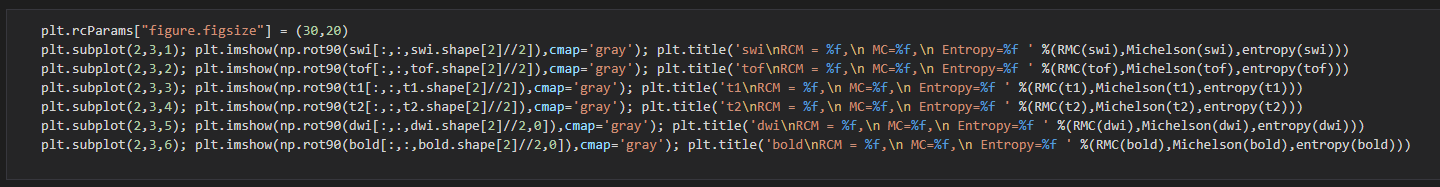 plt.rcParams["figure.figsize"] = (30,20)
plt.subplot(2,3,1); plt.imshow(np.rot90(swi[:,:,swi.shape[2]//2]),cmap='gray'); plt.title('swi\nRCM = %f,\n MC=%f,\n Entropy=%f ' %(RMC(swi),Michelson(swi),entropy(swi)))
plt.subplot(2,3,2); plt.imshow(np.rot90(tof[:,:,tof.shape[2]//2]),cmap='gray'); plt.title('tof\nRCM = %f,\n MC=%f,\n Entropy=%f ' %(RMC(tof),Michelson(tof),entropy(tof)))
plt.subplot(2,3,3); plt.imshow(np.rot90(t1[:,:,t1.shape[2]//2]),cmap='gray'); plt.title('t1\nRCM = %f,\n MC=%f,\n Entropy=%f ' %(RMC(t1),Michelson(t1),entropy(t1)))
plt.subplot(2,3,4); plt.imshow(np.rot90(t2[:,:,t2.shape[2]//2]),cmap='gray'); plt.title('t2\nRCM = %f,\n MC=%f,\n Entropy=%f ' %(RMC(t2),Michelson(t2),entropy(t2)))
plt.subplot(2,3,5); plt.imshow(np.rot90(dwi[:,:,dwi.shape[2]//2,0]),cmap='gray'); plt.title('dwi\nRCM = %f,\n MC=%f,\n Entropy=%f ' %(RMC(dwi),Michelson(dwi),entropy(dwi)))
plt.subplot(2,3,6); plt.imshow(np.rot90(bold[:,:,bold.shape[2]//2,0]),cmap='gray'); plt.title('bold\nRCM = %f,\n MC=%f,\n Entropy=%f ' %(RMC(bold),Michelson(bold),entropy(bold)))